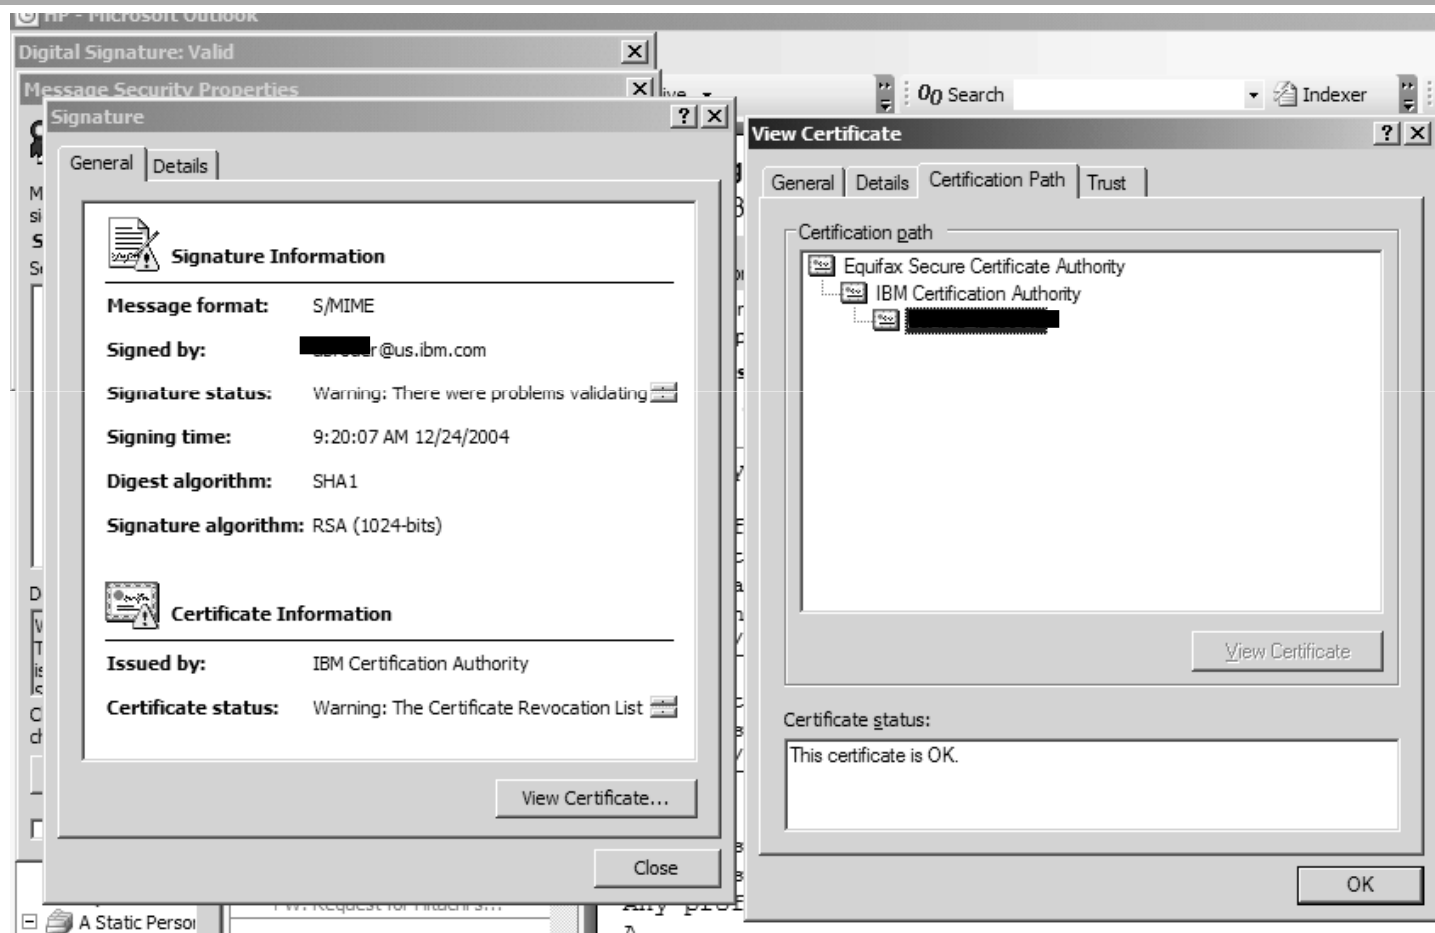 HP - Microsoft Outlook
Digital Signature: Valid
Message Security Properties
Search
Indexer
Signature
General
Details
Signature Information
Message format: S/MIME
Signed by: @us.ibm.com
Signature status: Warning: There were problems validating
Signing time: 9:20:07 AM 12/24/2004
Digest algorithm: SHA1
Signature algorithm: RSA (1024-bits)
Certificate Information
Issued by: IBM Certification Authority
Certificate status: Warning: The Certificate Revocation List
View Certificate...
Close
A Static Person
View Certificate
General
Details
Certification Path
Trust
Certification path
Equifax Secure Certificate Authority
IBM Certification Authority
View Certificate
Certificate status:
This certificate is OK.
OK